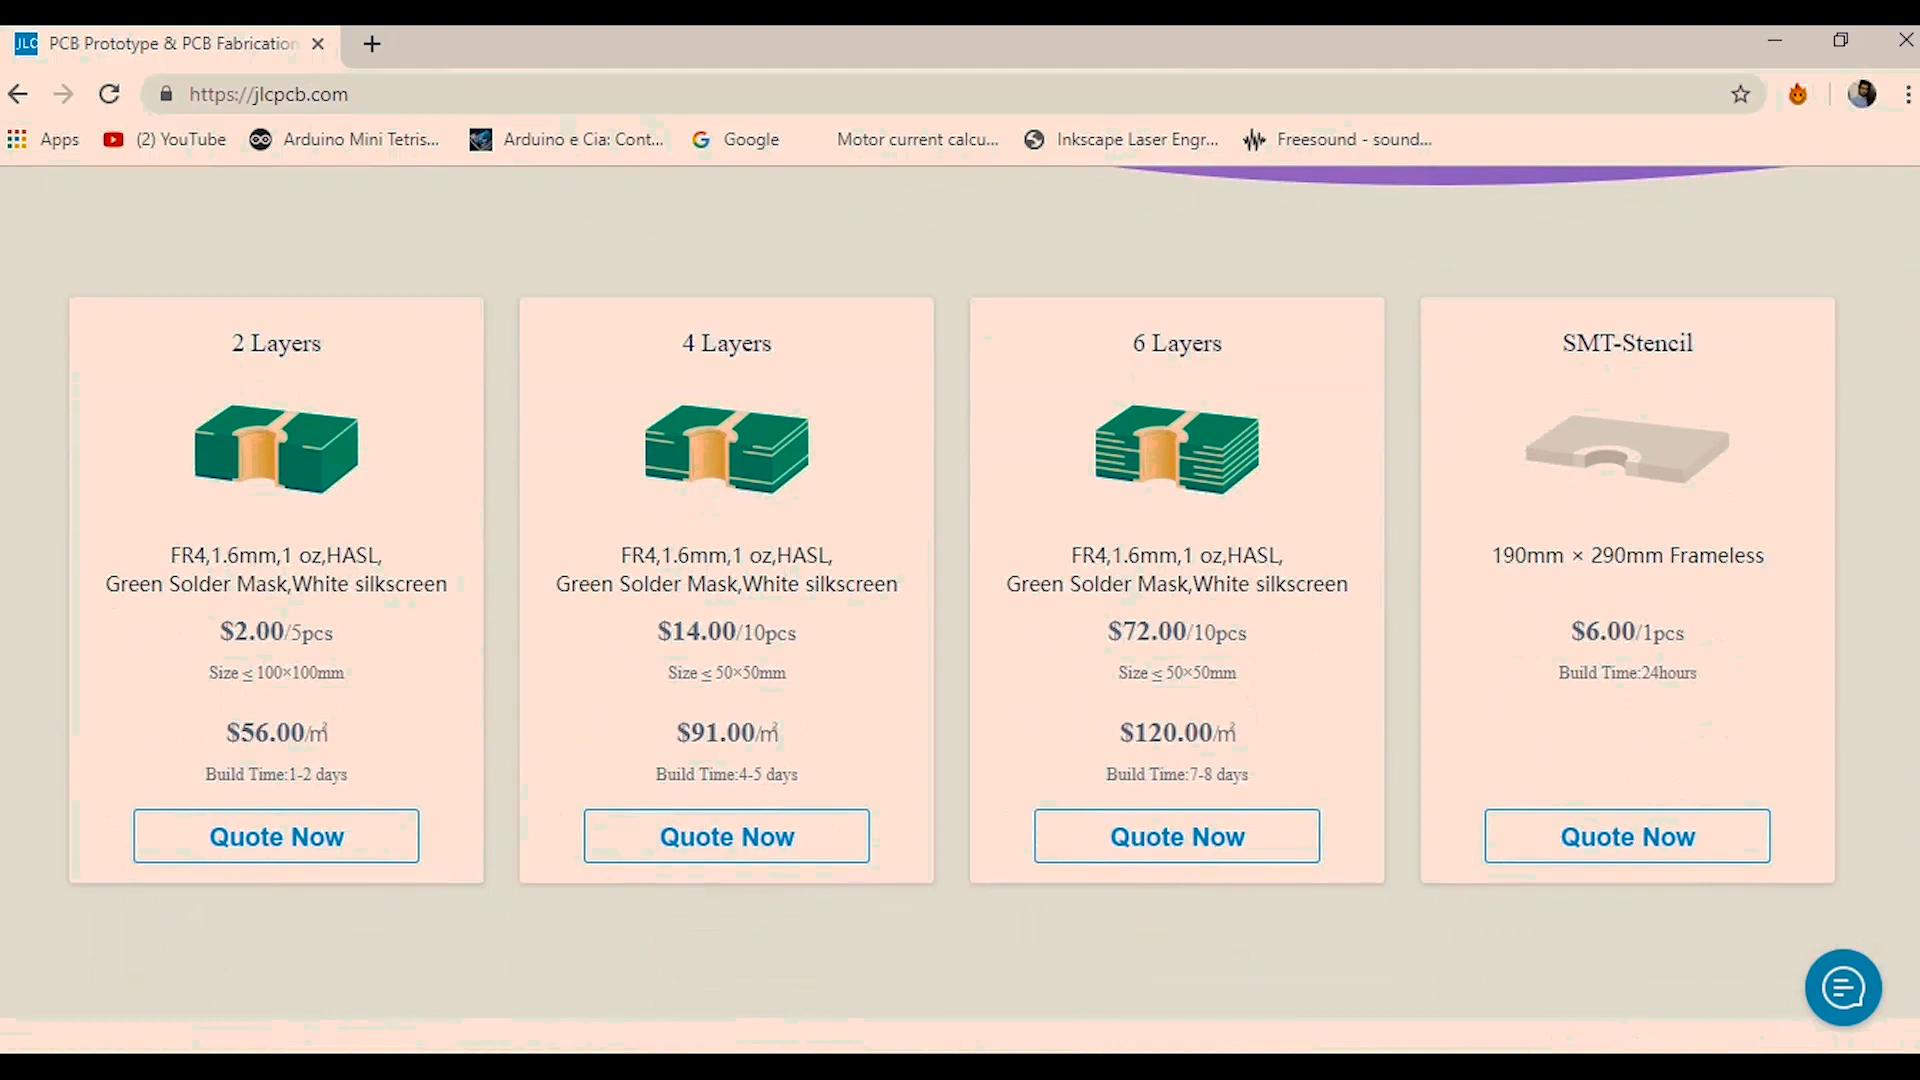 JLC PCB Prototype & PCB Fabrication
https://jlcpcb.com
Apps (2) YouTube Arduino Mini Tetris... Arduino e Cia: Cont... Google Motor current calcu... Inkscape Laser Engr... Freesound - sound...
2 Layers
FR4,1.6mm,1 oz,HASL,
Green Solder Mask,White silkscreen
$2.00/5pcs
Size ≤ 100×100mm
$56.00/㎡
Build Time:1-2 days
Quote Now
4 Layers
FR4,1.6mm,1 oz,HASL,
Green Solder Mask,White silkscreen
$14.00/10pcs
Size ≤ 50×50mm
$91.00/㎡
Build Time:4-5 days
Quote Now
6 Layers
FR4,1.6mm,1 oz,HASL,
Green Solder Mask,White silkscreen
$72.00/10pcs
Size ≤ 50×50mm
$120.00/㎡
Build Time:7-8 days
Quote Now
SMT-Stencil
190mm × 290mm Frameless
$6.00/1pcs
Build Time:24hours
Quote Now